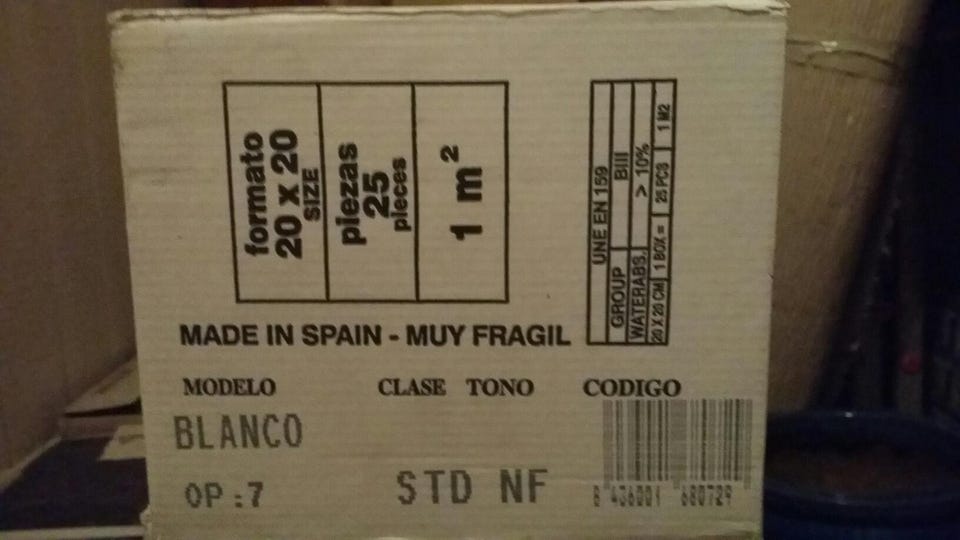 formato
20 x 20
SIZE
piezas
25
pieces
1 m²
UNE EN 159
GROUP BIII
WATERABS. > 10%
20 X 20 CM 1 BOX = 25 PCS 1 M2
MADE IN SPAIN - MUY FRAGIL
MODELO CLASE TONO CODIGO
BLANCO
OP :7 STD NF
680729